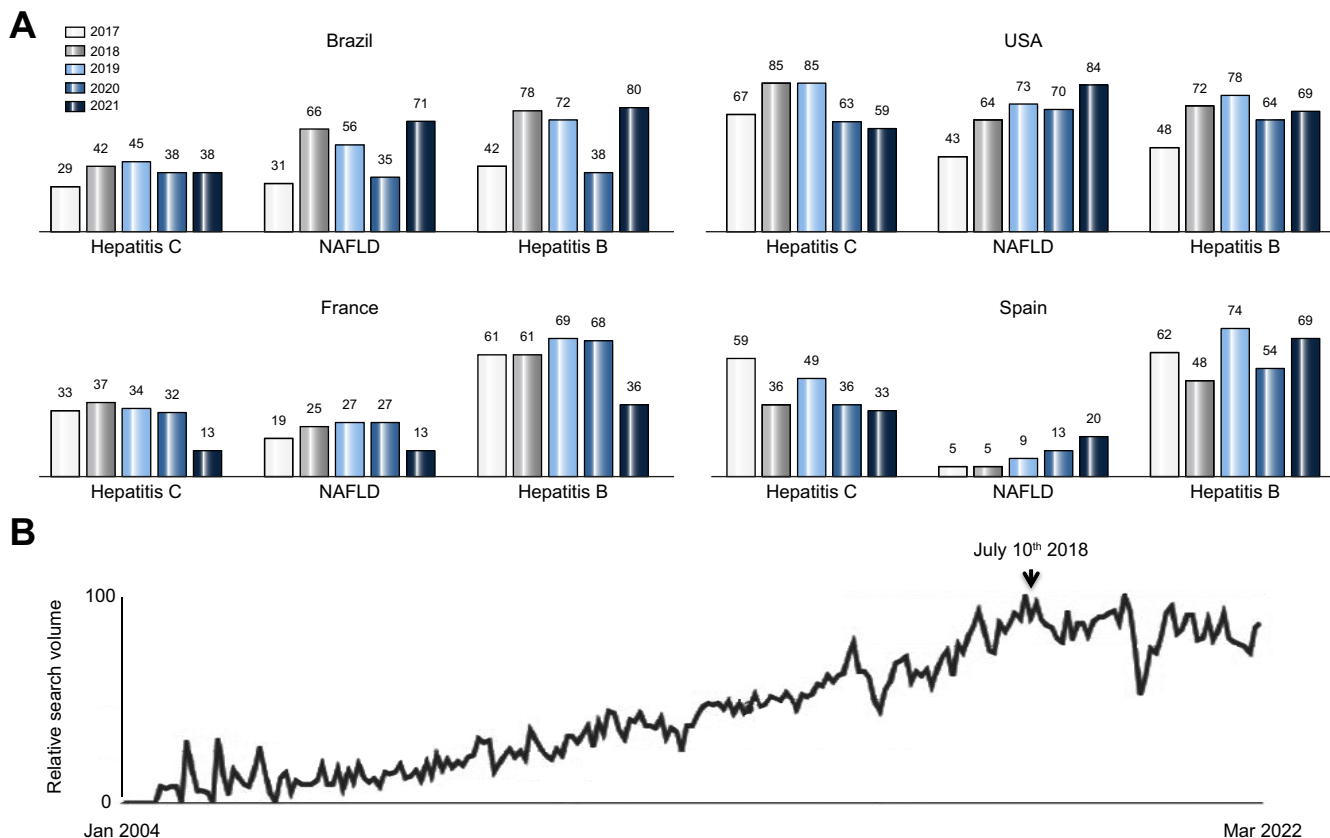 A
2017
2018
2019
2020
2021
Brazil
29 42 45 38 38
31 66 56 35 71
42 78 72 38 80
Hepatitis C NAFLD Hepatitis B
USA
67 85 85 63 59
43 64 73 70 84
48 72 78 64 69
Hepatitis C NAFLD Hepatitis B
France
33 37 34 32 13
19 25 27 27 13
61 61 69 68 36
Hepatitis C NAFLD Hepatitis B
Spain
59 36 49 36 33
5 5 9 13 20
62 48 74 54 69
Hepatitis C NAFLD Hepatitis B
B
July 10th 2018
100
Relative search volume
0
Jan 2004 Mar 2022